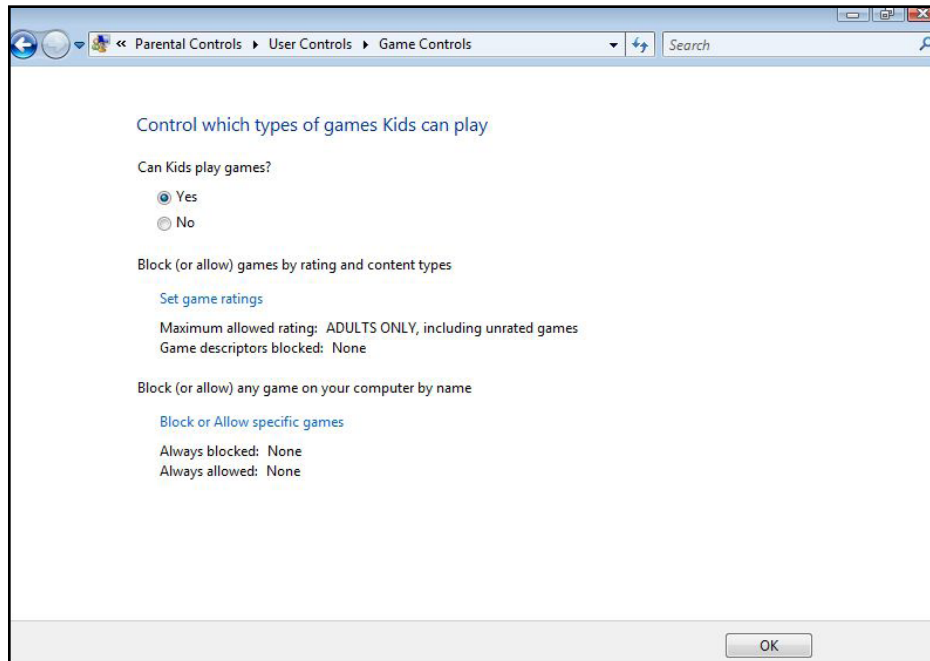 « Parental Controls ▸ User Controls ▸ Game Controls Search
Control which types of games Kids can play
Can Kids play games?
Yes
No
Block (or allow) games by rating and content types
Set game ratings
Maximum allowed rating: ADULTS ONLY, including unrated games
Game descriptors blocked: None
Block (or allow) any game on your computer by name
Block or Allow specific games
Always blocked: None
Always allowed: None
OK